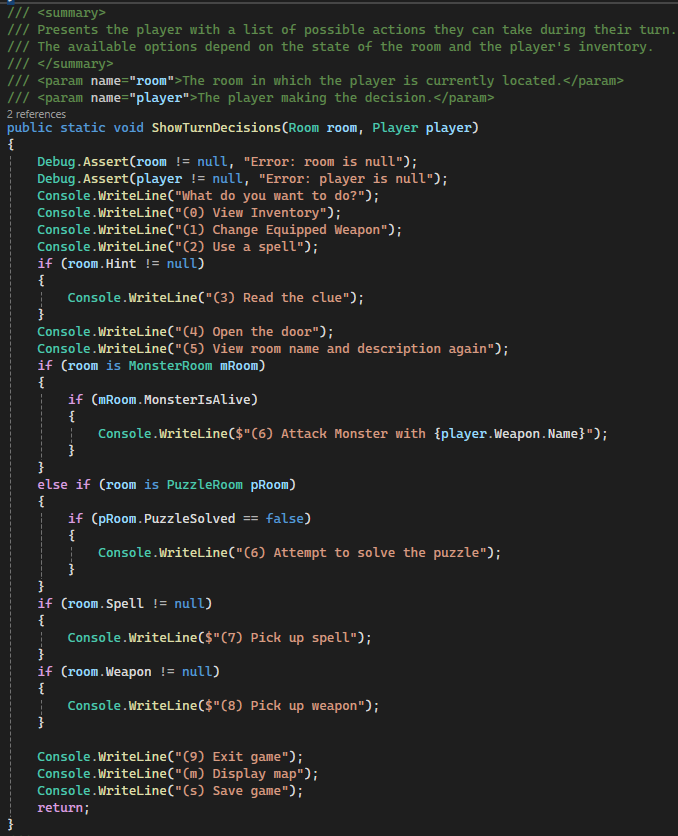 /// <summary>
/// Presents the player with a list of possible actions they can take during their turn.
/// The available options depend on the state of the room and the player's inventory.
/// </summary>
/// <param name="room">The room in which the player is currently located.</param>
/// <param name="player">The player making the decision.</param>
2 references
public static void ShowTurnDecisions(Room room, Player player)
{
    Debug.Assert(room != null, "Error: room is null");
    Debug.Assert(player != null, "Error: player is null");
    Console.WriteLine("What do you want to do?");
    Console.WriteLine("(0) View Inventory");
    Console.WriteLine("(1) Change Equipped Weapon");
    Console.WriteLine("(2) Use a spell");
    if (room.Hint != null)
    {
        Console.WriteLine("(3) Read the clue");
    }
    Console.WriteLine("(4) Open the door");
    Console.WriteLine("(5) View room name and description again");
    if (room is MonsterRoom mRoom)
    {
        if (mRoom.MonsterIsAlive)
        {
            Console.WriteLine($"(6) Attack Monster with {player.Weapon.Name}");
        }
    }
    else if (room is PuzzleRoom pRoom)
    {
        if (pRoom.PuzzleSolved == false)
        {
            Console.WriteLine("(6) Attempt to solve the puzzle");
        }
    }
    if (room.Spell != null)
    {
        Console.WriteLine($"(7) Pick up spell");
    }
    if (room.Weapon != null)
    {
        Console.WriteLine($"(8) Pick up weapon");
    }

    Console.WriteLine("(9) Exit game");
    Console.WriteLine("(m) Display map");
    Console.WriteLine("(s) Save game");
    return;
}